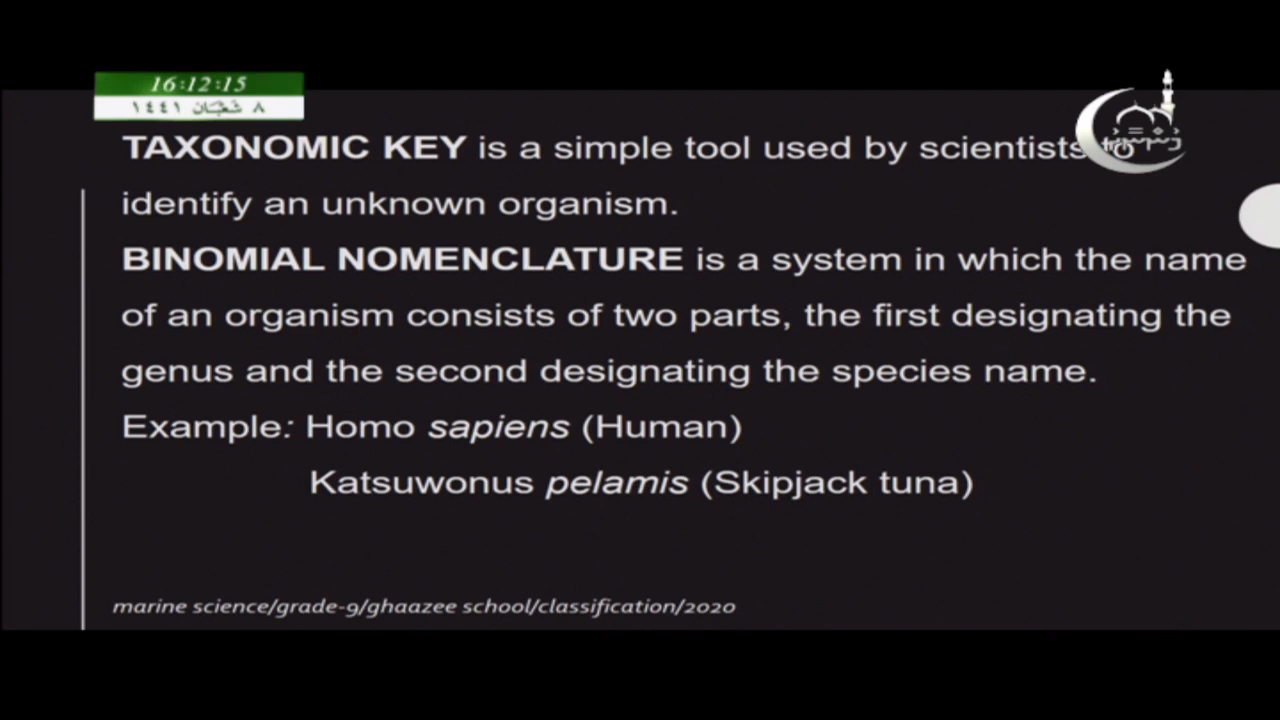 16:12:15
٨ شَعْبَان ١٤٤١
TAXONOMIC KEY is a simple tool used by scientists to
identify an unknown organism.
BINOMIAL NOMENCLATURE is a system in which the name
of an organism consists of two parts, the first designating the
genus and the second designating the species name.
Example: Homo sapiens (Human)
Katsuwonus pelamis (Skipjack tuna)
marine science/grade-9/ghaazee school/classification/2020